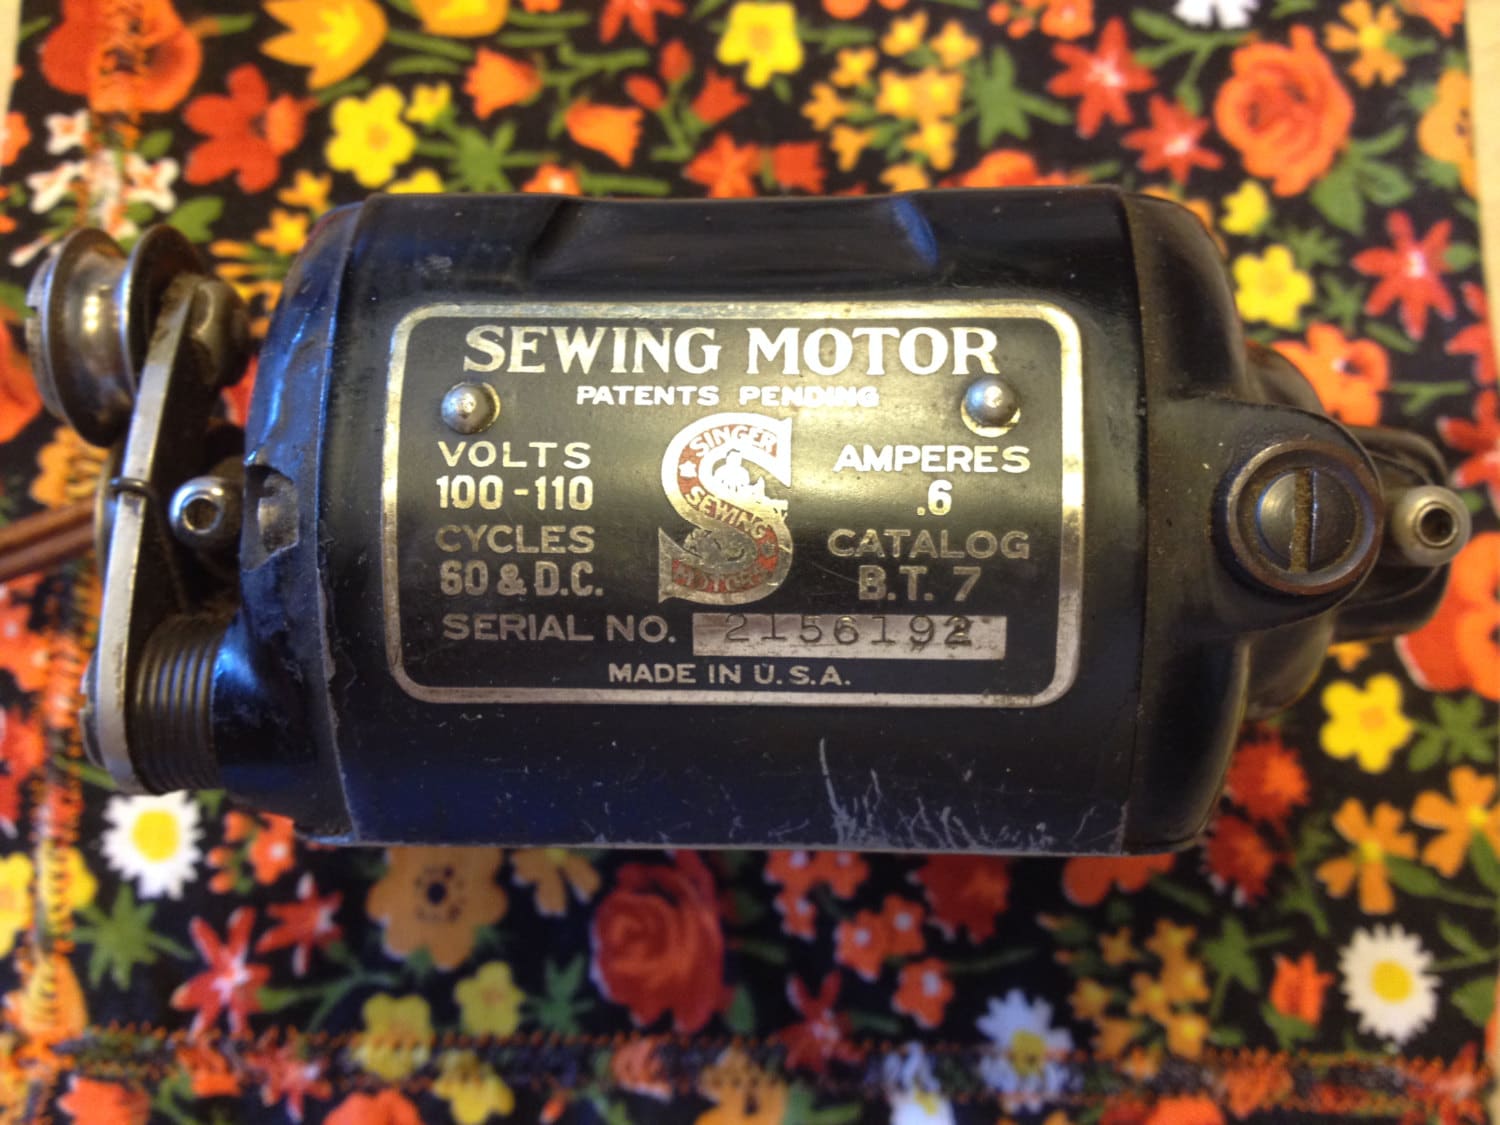 SEWING MOTOR
PATENTS PENDING
VOLTS
100-110
CYCLES
60 & D.C.
SINGER
SEWING
MOTORS
AMPERES
.6
CATALOG
B.T. 7
SERIAL NO. 2156192
MADE IN U.S.A.